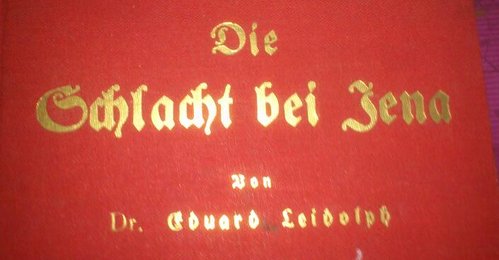 Die
Schlacht bei Jena
Von
Dr. Eduard Leidolph